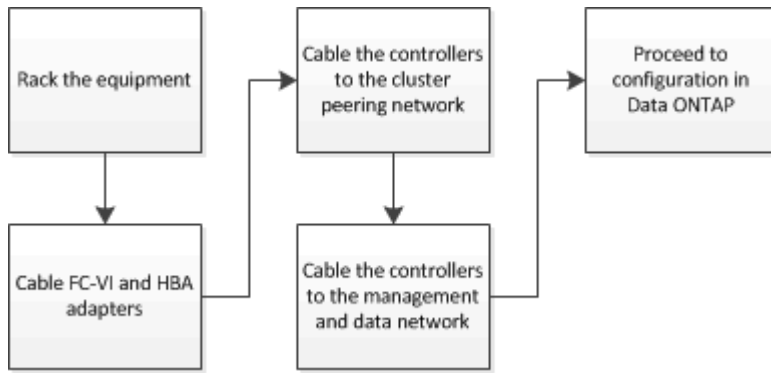 Rack the equipment
Cable FC-VI and HBA
adapters
Cable the controllers
to the cluster
peering network
Cable the controllers
to the management
and data network
Proceed to
configuration in
Data ONTAP